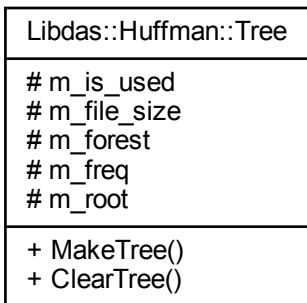 Libdas::Huffman::Tree
# m_is_used
# m_file_size
# m_forest
# m_freq
# m_root
+ MakeTree()
+ ClearTree()